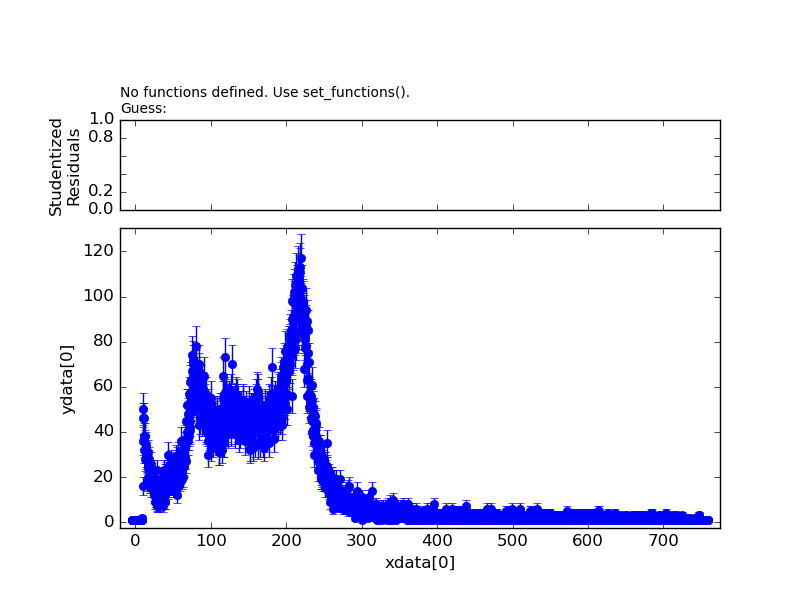 No functions defined. Use set_functions().
Guess:
Studentized
Residuals
1.0
0.8
0.2
0.0
ydata[0]
120
100
80
60
40
20
0
0 100 200 300 400 500 600 700
xdata[0]